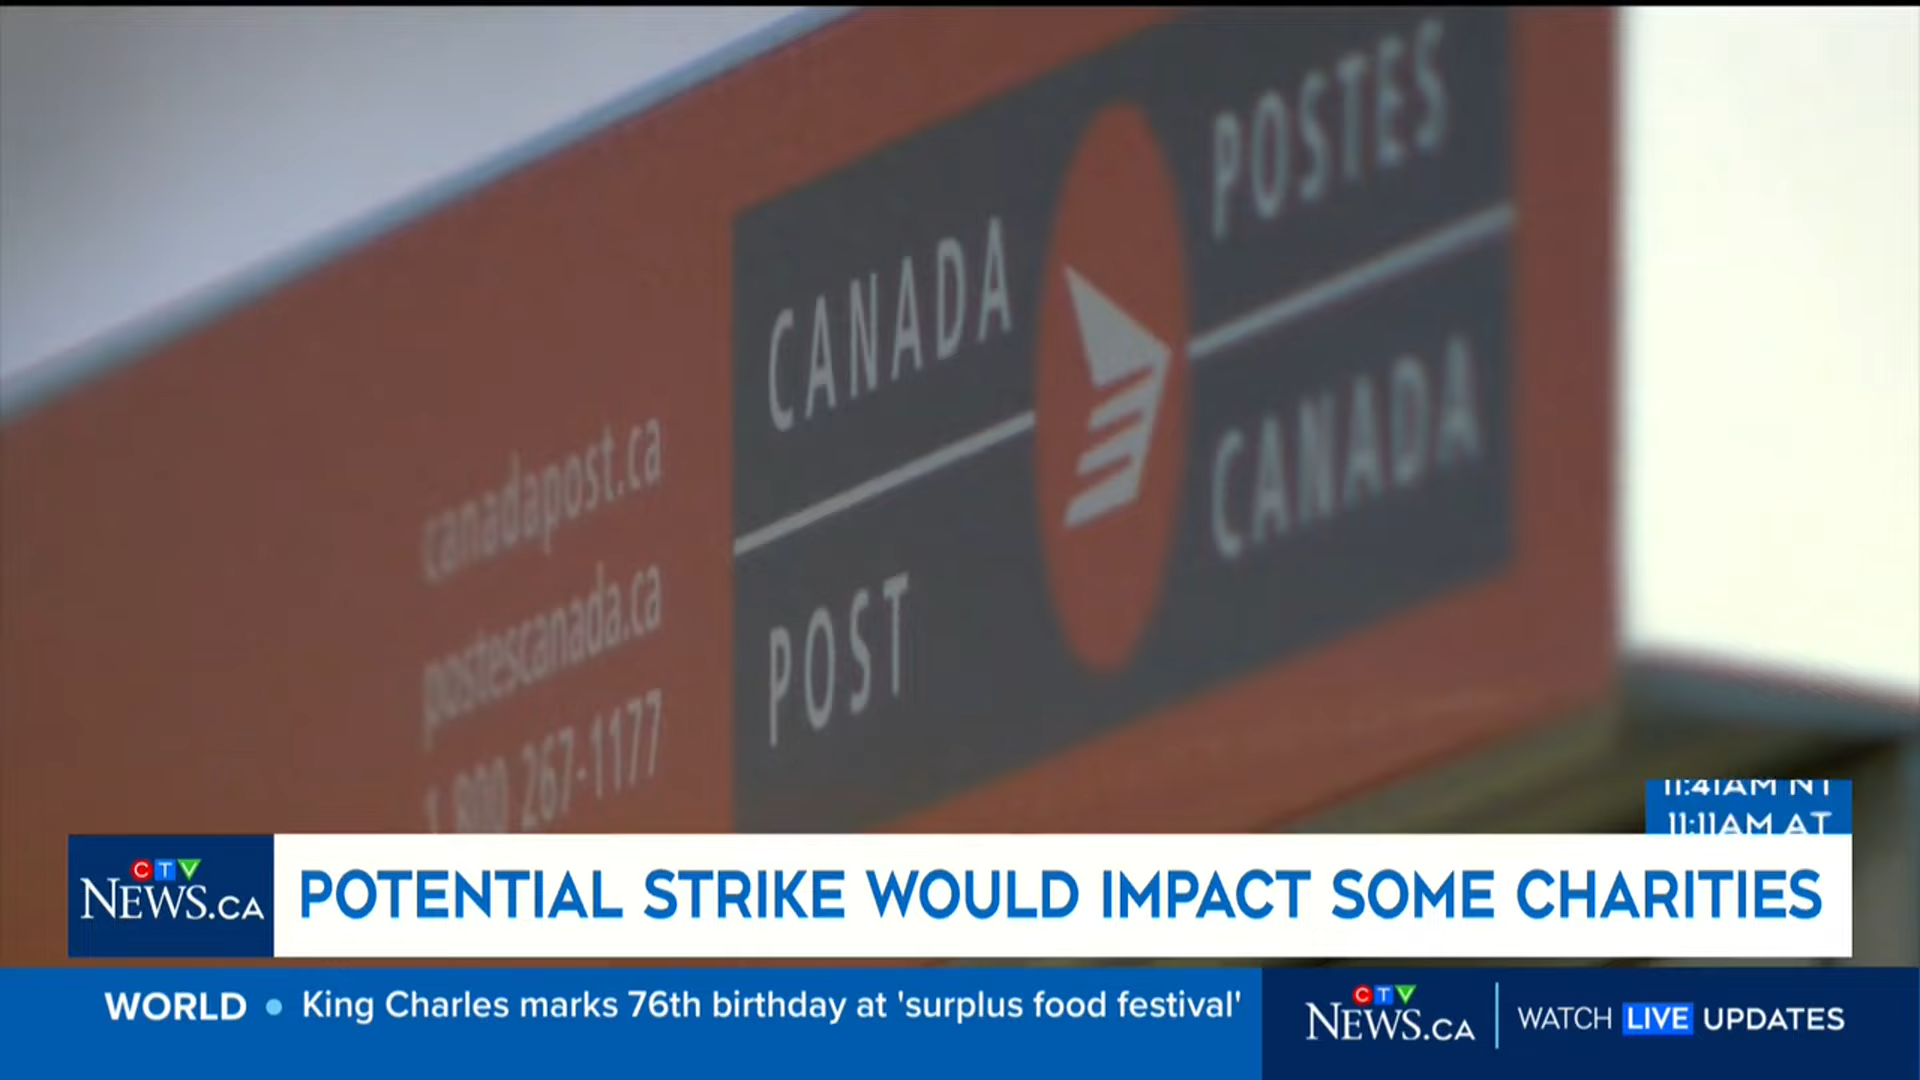 CANADA
POST
POSTES
CANADA
canadapost.ca
postescanada.ca
1 800 267-1177
11:41AM NT
11:11AM AT
CTV
NEWS.CA
POTENTIAL STRIKE WOULD IMPACT SOME CHARITIES
WORLD • King Charles marks 76th birthday at 'surplus food festival'
CTV
NEWS.CA
WATCH LIVE UPDATES